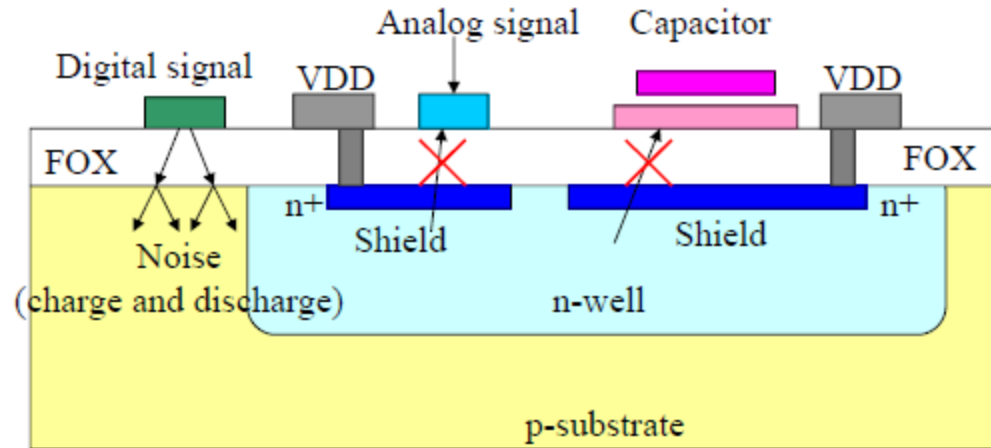 Analog signal
Capacitor
Digital signal
VDD
VDD
FOX
FOX
n+
n+
Shield
Shield
Noise
(charge and discharge)
n-well
p-substrate